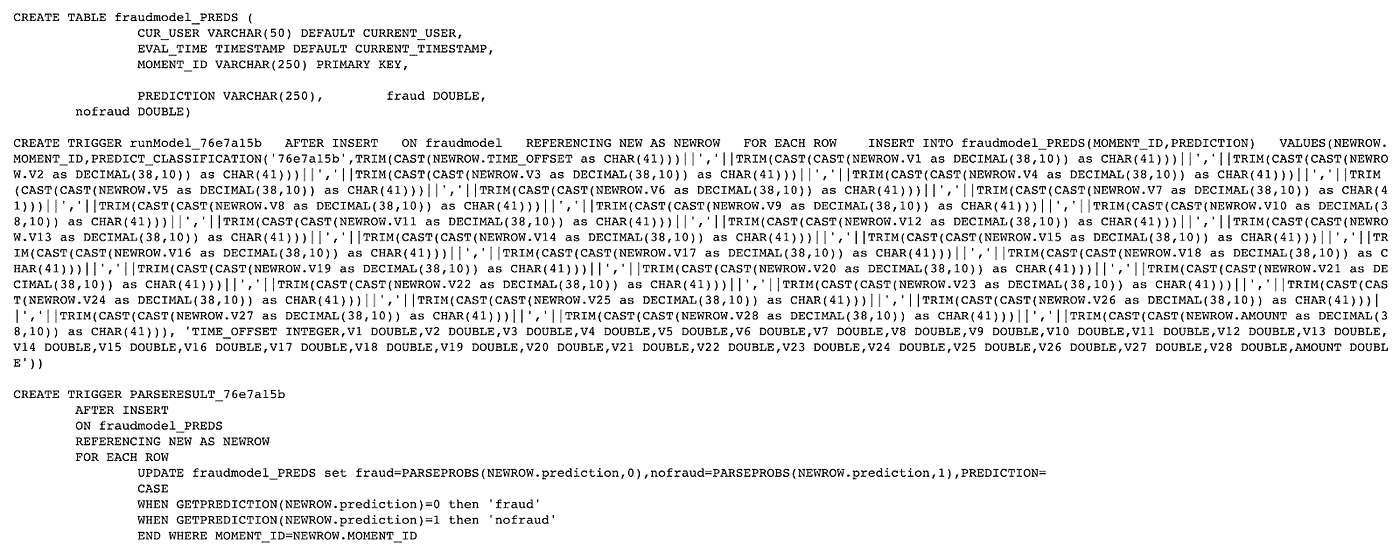 CREATE TABLE fraudmodel_PREDS (
CUR_USER VARCHAR(50) DEFAULT CURRENT_USER,
EVAL_TIME TIMESTAMP DEFAULT CURRENT_TIMESTAMP,
MOMENT_ID VARCHAR(250) PRIMARY KEY,
PREDICTION VARCHAR(250), fraud DOUBLE,
nofraud DOUBLE)
CREATE TRIGGER runModel_76e7a15b AFTER INSERT ON fraudmodel REFERENCING NEW AS NEWROW FOR EACH ROW INSERT INTO fraudmodel_PREDS(MOMENT_ID,PREDICTION) VALUES(NEWROW.
MOMENT_ID,PREDICT_CLASSIFICATION('76e7a15b',TRIM(CAST(NEWROW.TIME_OFFSET as CHAR(41)))||','||TRIM(CAST(CAST(NEWROW.V1 as DECIMAL(38,10)) as CHAR(41)))||','||TRIM(CAST(CAST(NEWRO
W.V2 as DECIMAL(38,10)) as CHAR(41)))||','||TRIM(CAST(CAST(NEWROW.V3 as DECIMAL(38,10)) as CHAR(41)))||','||TRIM(CAST(CAST(NEWROW.V4 as DECIMAL(38,10)) as CHAR(41)))||','||TRIM
(CAST(CAST(NEWROW.V5 as DECIMAL(38,10)) as CHAR(41)))||','||TRIM(CAST(CAST(NEWROW.V6 as DECIMAL(38,10)) as CHAR(41)))||','||TRIM(CAST(CAST(NEWROW.V7 as DECIMAL(38,10)) as CHAR(4
1)))||','||TRIM(CAST(CAST(NEWROW.V8 as DECIMAL(38,10)) as CHAR(41)))||','||TRIM(CAST(CAST(NEWROW.V9 as DECIMAL(38,10)) as CHAR(41)))||','||TRIM(CAST(CAST(NEWROW.V10 as DECIMAL(3
8,10)) as CHAR(41)))||','||TRIM(CAST(CAST(NEWROW.V11 as DECIMAL(38,10)) as CHAR(41)))||','||TRIM(CAST(CAST(NEWROW.V12 as DECIMAL(38,10)) as CHAR(41)))||','||TRIM(CAST(CAST(NEWRO
W.V13 as DECIMAL(38,10)) as CHAR(41)))||','||TRIM(CAST(CAST(NEWROW.V14 as DECIMAL(38,10)) as CHAR(41)))||','||TRIM(CAST(CAST(NEWROW.V15 as DECIMAL(38,10)) as CHAR(41)))||','||TR
IM(CAST(CAST(NEWROW.V16 as DECIMAL(38,10)) as CHAR(41)))||','||TRIM(CAST(CAST(NEWROW.V17 as DECIMAL(38,10)) as CHAR(41)))||','||TRIM(CAST(CAST(NEWROW.V18 as DECIMAL(38,10)) as C
HAR(41)))||','||TRIM(CAST(CAST(NEWROW.V19 as DECIMAL(38,10)) as CHAR(41)))||','||TRIM(CAST(CAST(NEWROW.V20 as DECIMAL(38,10)) as CHAR(41)))||','||TRIM(CAST(CAST(NEWROW.V21 as DE
CIMAL(38,10)) as CHAR(41)))||','||TRIM(CAST(CAST(NEWROW.V22 as DECIMAL(38,10)) as CHAR(41)))||','||TRIM(CAST(CAST(NEWROW.V23 as DECIMAL(38,10)) as CHAR(41)))||','||TRIM(CAST(CAS
T(NEWROW.V24 as DECIMAL(38,10)) as CHAR(41)))||','||TRIM(CAST(CAST(NEWROW.V25 as DECIMAL(38,10)) as CHAR(41)))||','||TRIM(CAST(CAST(NEWROW.V26 as DECIMAL(38,10)) as CHAR(41)))|
|','||TRIM(CAST(CAST(NEWROW.V27 as DECIMAL(38,10)) as CHAR(41)))||','||TRIM(CAST(CAST(NEWROW.V28 as DECIMAL(38,10)) as CHAR(41)))||','||TRIM(CAST(CAST(NEWROW.AMOUNT as DECIMAL(3
8,10)) as CHAR(41))), 'TIME_OFFSET INTEGER,V1 DOUBLE,V2 DOUBLE,V3 DOUBLE,V4 DOUBLE,V5 DOUBLE,V6 DOUBLE,V7 DOUBLE,V8 DOUBLE,V9 DOUBLE,V10 DOUBLE,V11 DOUBLE,V12 DOUBLE,V13 DOUBLE,
V14 DOUBLE,V15 DOUBLE,V16 DOUBLE,V17 DOUBLE,V18 DOUBLE,V19 DOUBLE,V20 DOUBLE,V21 DOUBLE,V22 DOUBLE,V23 DOUBLE,V24 DOUBLE,V25 DOUBLE,V26 DOUBLE,V27 DOUBLE,V28 DOUBLE,AMOUNT DOUBL
E'))
CREATE TRIGGER PARSERESULT_76e7a15b
AFTER INSERT
ON fraudmodel_PREDS
REFERENCING NEW AS NEWROW
FOR EACH ROW
UPDATE fraudmodel_PREDS set fraud=PARSEPROBS(NEWROW.prediction,0),nofraud=PARSEPROBS(NEWROW.prediction,1),PREDICTION=
CASE
WHEN GETPREDICTION(NEWROW.prediction)=0 then 'fraud'
WHEN GETPREDICTION(NEWROW.prediction)=1 then 'nofraud'
END WHERE MOMENT_ID=NEWROW.MOMENT_ID